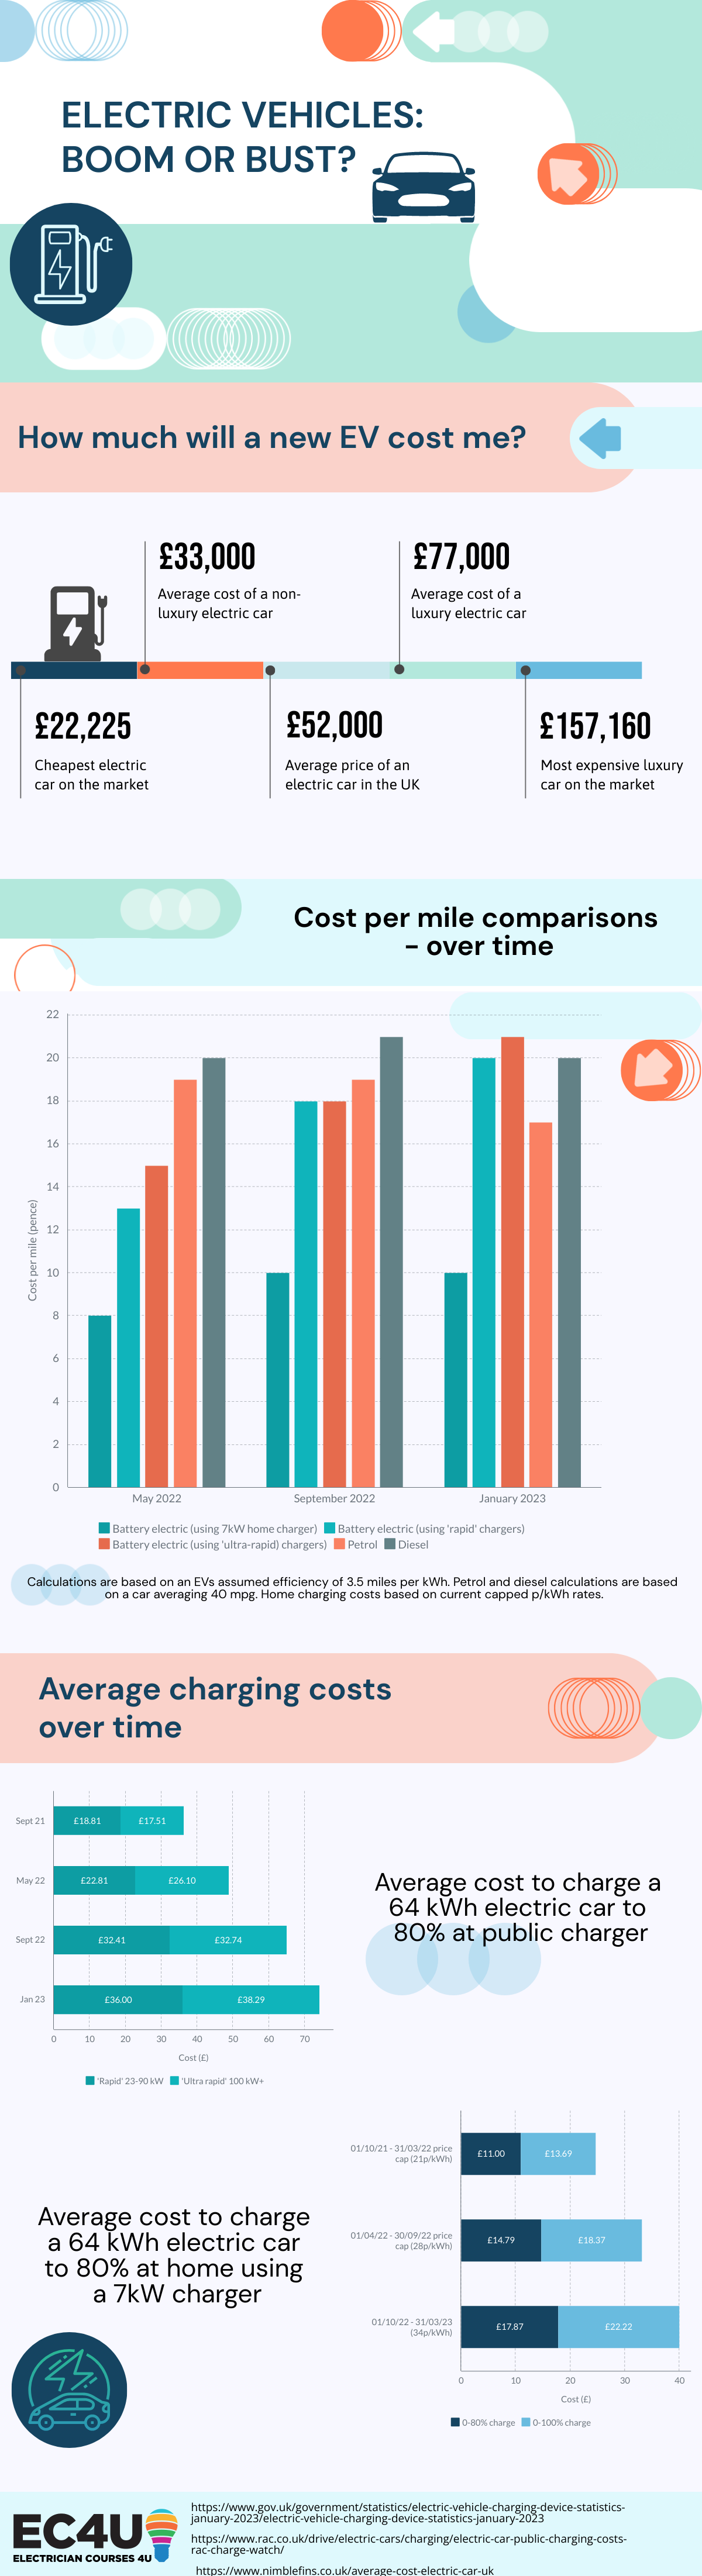 ELECTRIC VEHICLES:
BOOM OR BUST?
How much will a new EV cost me?
£33,000
Average cost of a non-
luxury electric car
£77,000
Average cost of a
luxury electric car
£22,225
Cheapest electric
car on the market
£52,000
Average price of an
electric car in the UK
£157,160
Most expensive luxury
car on the market
Cost per mile comparisons
– over time
Cost per mile (pence)
22
20
18
16
14
12
10
8
6
4
2
0
May 2022
September 2022
January 2023
Battery electric (using 7kW home charger)
Battery electric (using 'rapid' chargers)
Battery electric (using 'ultra-rapid) chargers)
Petrol
Diesel
Calculations are based on an EVs assumed efficiency of 3.5 miles per kWh. Petrol and diesel calculations are based
on a car averaging 40 mpg. Home charging costs based on current capped p/kWh rates.
Average charging costs
over time
Sept 21
£18.81
£17.51
May 22
£22.81
£26.10
Sept 22
£32.41
£32.74
Jan 23
£36.00
£38.29
0 10 20 30 40 50 60 70
Cost (£)
'Rapid' 23-90 kW
'Ultra rapid' 100 kW+
Average cost to charge a
64 kWh electric car to
80% at public charger
Average cost to charge
a 64 kWh electric car
to 80% at home using
a 7kW charger
01/10/21 - 31/03/22 price
cap (21p/kWh)
£11.00
£13.69
01/04/22 - 30/09/22 price
cap (28p/kWh)
£14.79
£18.37
01/10/22 - 31/03/23
(34p/kWh)
£17.87
£22.22
0 10 20 30 40
Cost (£)
0-80% charge
0-100% charge
EC4U
ELECTRICIAN COURSES 4U
https://www.gov.uk/government/statistics/electric-vehicle-charging-device-statistics-
january-2023/electric-vehicle-charging-device-statistics-january-2023
https://www.rac.co.uk/drive/electric-cars/charging/electric-car-public-charging-costs-
rac-charge-watch/
https://www.nimblefins.co.uk/average-cost-electric-car-uk